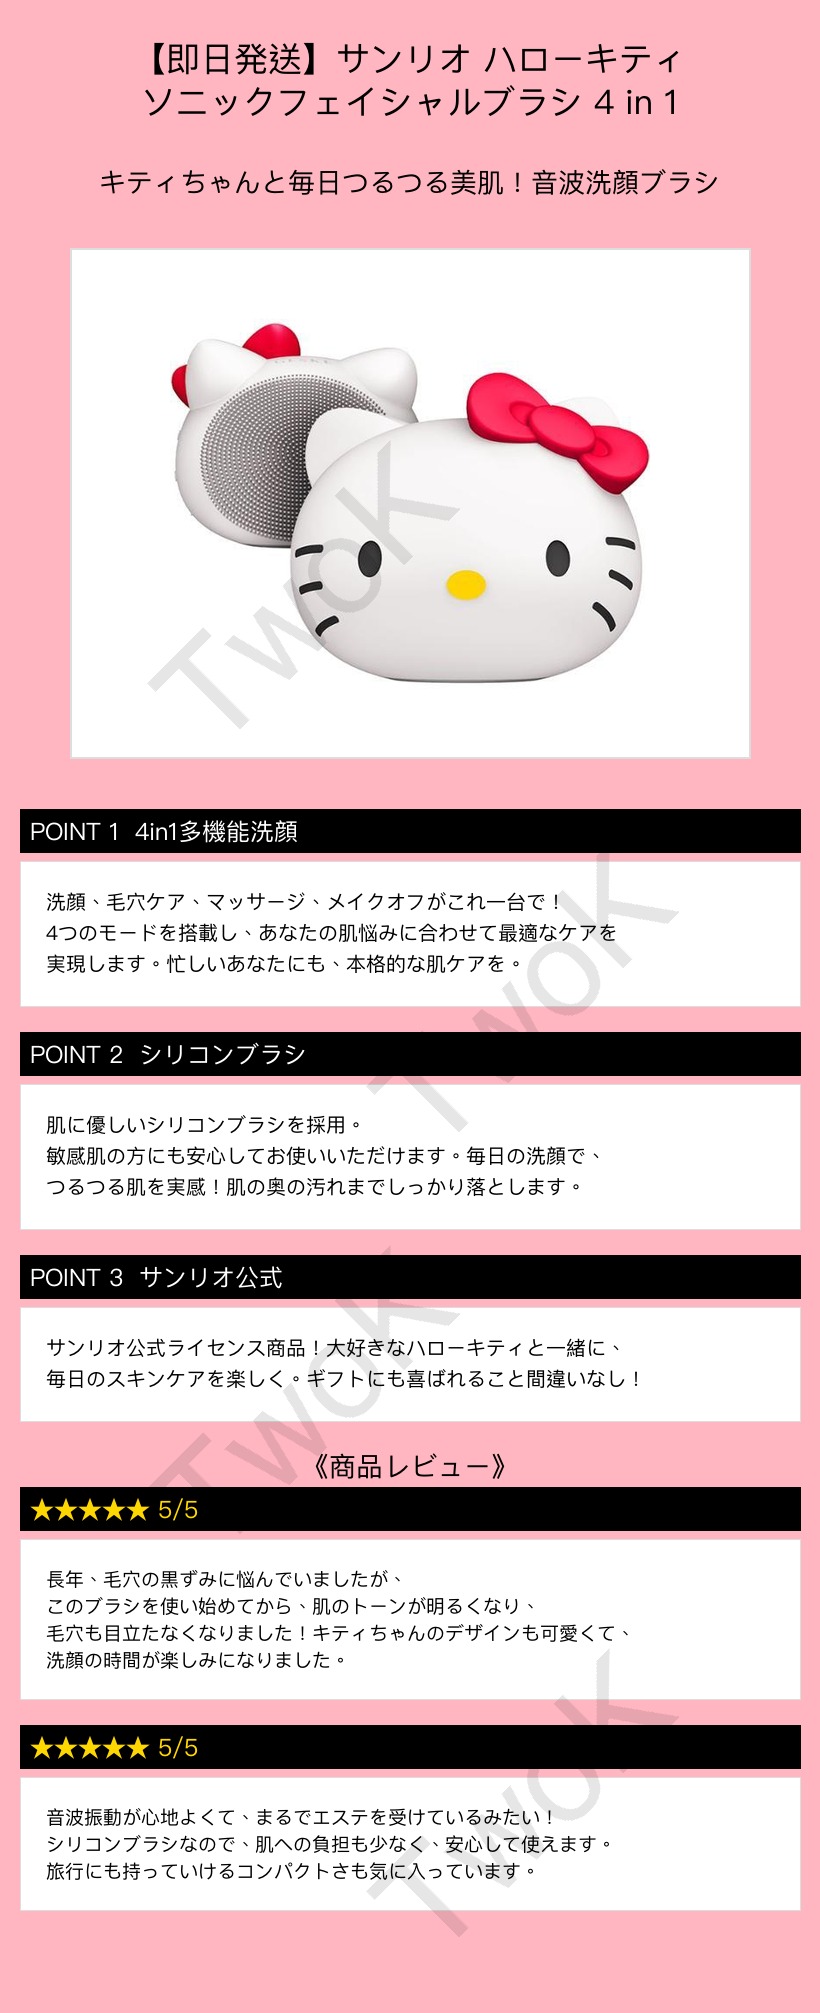 【即日発送】サンリオ ハローキティ
ソニックフェイシャルブラシ 4 in 1
キティちゃんと毎日つるつる美肌！音波洗顔ブラシ
TwoK
POINT 1 4in1多機能洗顔
洗顔、毛穴ケア、マッサージ、メイクオフがこれ一台で！
4つのモードを搭載し、あなたの肌悩みに合わせて最適なケアを
実現します。忙しいあなたにも、本格的な肌ケアを。
TwoK
POINT 2 シリコンブラシ
肌に優しいシリコンブラシを採用。
敏感肌の方にも安心してお使いいただけます。毎日の洗顔で、
つるつる肌を実感！肌の奥の汚れまでしっかり落とします。
POINT 3 サンリオ公式
サンリオ公式ライセンス商品！大好きなハローキティと一緒に、
毎日のスキンケアを楽しく。ギフトにも喜ばれること間違いなし！
TwoK
《商品レビュー》
★★★★★ 5/5
長年、毛穴の黒ずみに悩んでいましたが、
このブラシを使い始めてから、肌のトーンが明るくなり、
毛穴も目立たなくなりました！キティちゃんのデザインも可愛くて、
洗顔の時間が楽しみになりました。
★★★★★ 5/5
音波振動が心地よくて、まるでエステを受けているみたい！
シリコンブラシなので、肌への負担も少なく、安心して使えます。
旅行にも持っていけるコンパクトさも気に入っています。
TwoK